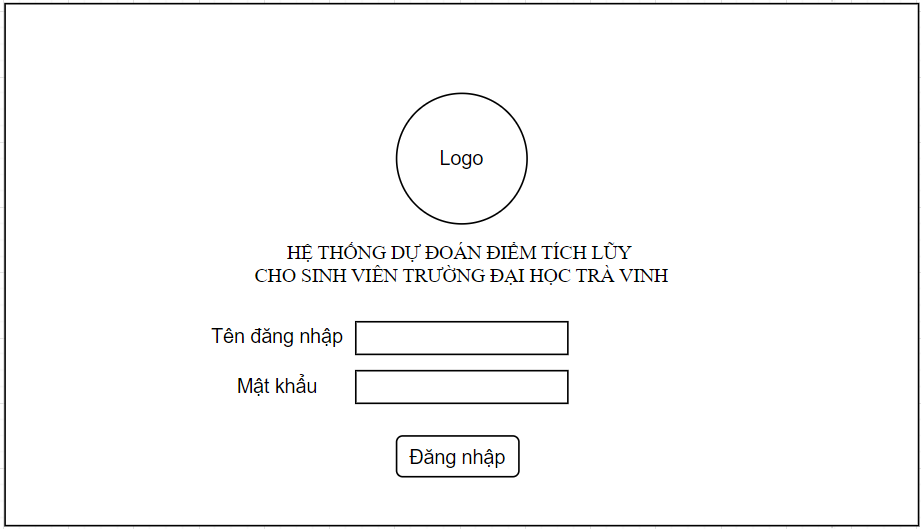 Logo
HỆ THỐNG DỰ ĐOÁN ĐIỂM TÍCH LŨY
CHO SINH VIÊN TRƯỜNG ĐẠI HỌC TRÀ VINH
Tên đăng nhập
Mật khẩu
Đăng nhập